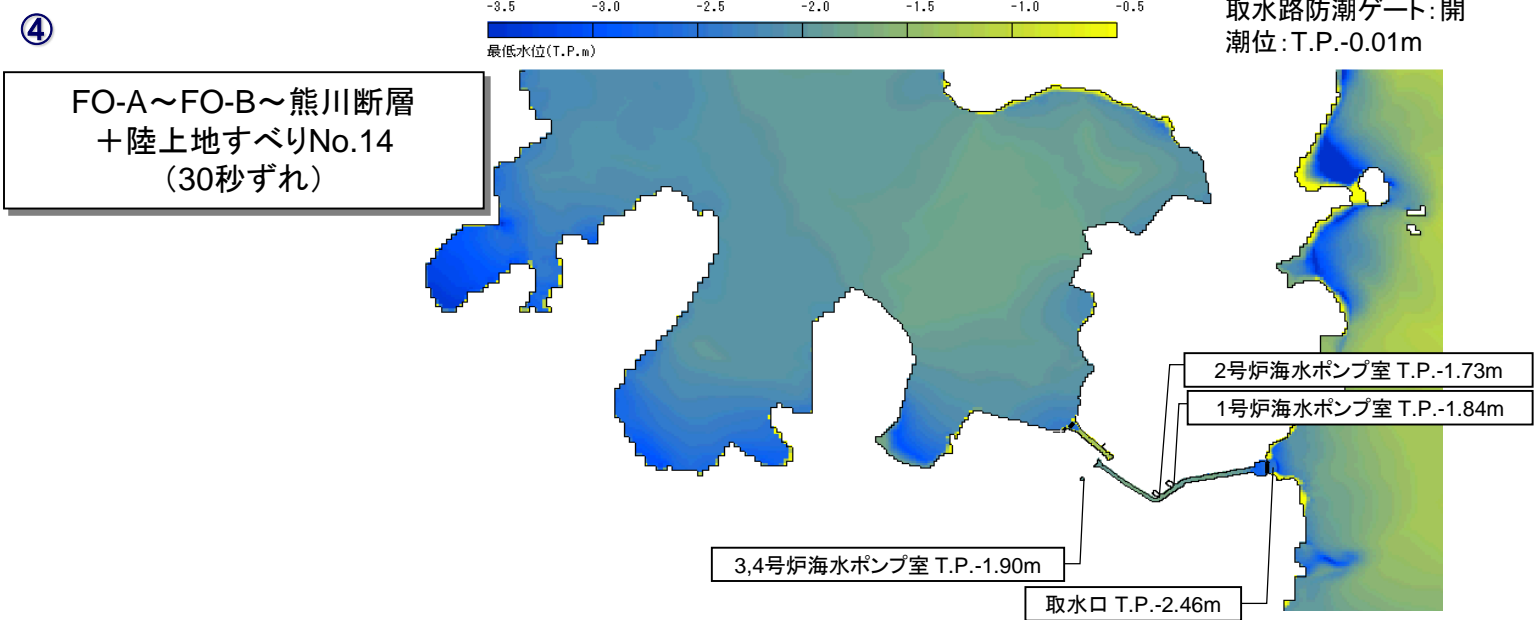 -3.5 -3.0 -2.5 -2.0 -1.5 -1.0 -0.5
最低水位(T.P.m)
取水路防潮ゲート:開
潮位:T.P.-0.01m
④
FO-A~FO-B~熊川断層
+陸上地すべりNo.14
(30秒ずれ)
2号炉海水ポンプ室 T.P.-1.73m
1号炉海水ポンプ室 T.P.-1.84m
3,4号炉海水ポンプ室 T.P.-1.90m
取水口 T.P.-2.46m